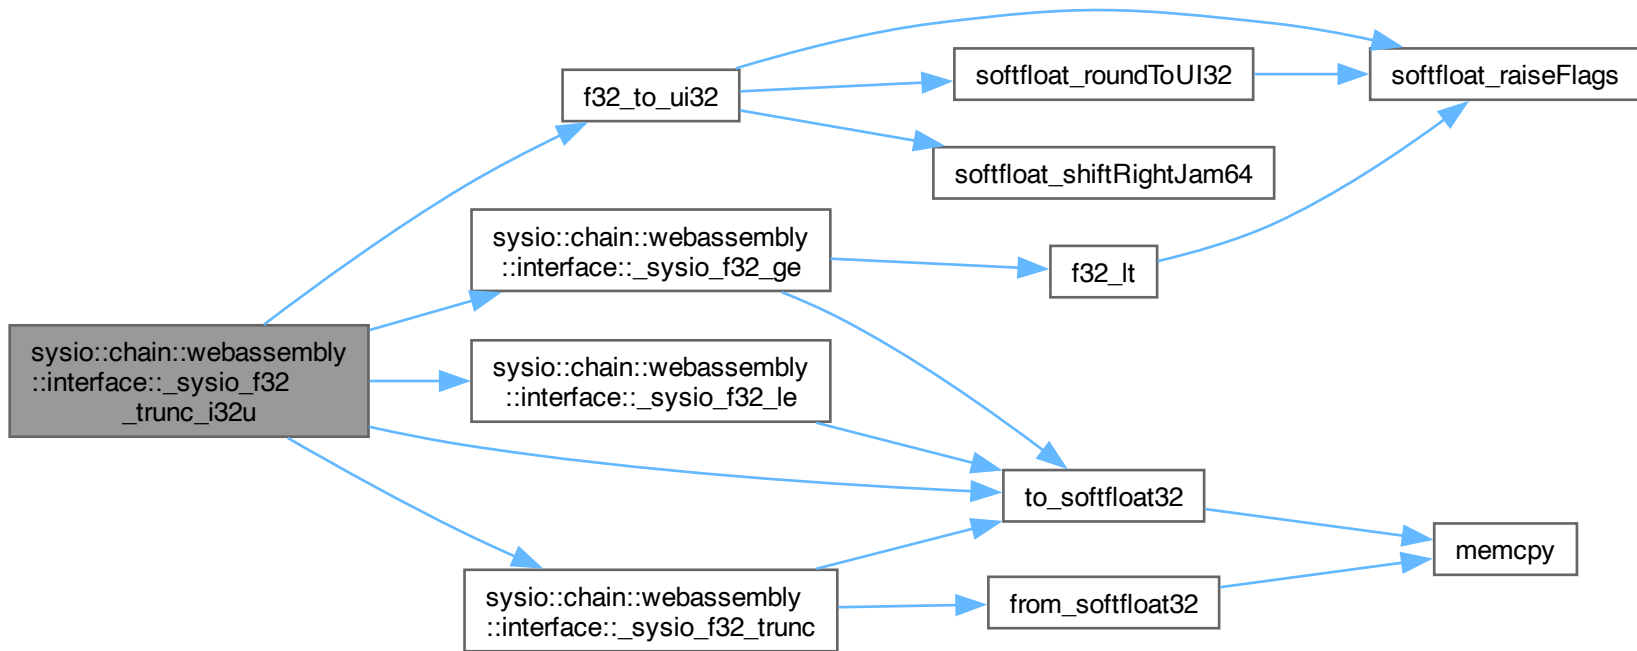 f32_to_ui32
softfloat_roundToUI32
softfloat_raiseFlags
softfloat_shiftRightJam64
sysio::chain::webassembly
::interface::_sysio_f32_ge
f32_lt
sysio::chain::webassembly
::interface::_sysio_f32
_trunc_i32u
sysio::chain::webassembly
::interface::_sysio_f32_le
to_softfloat32
memcpy
sysio::chain::webassembly
::interface::_sysio_f32_trunc
from_softfloat32